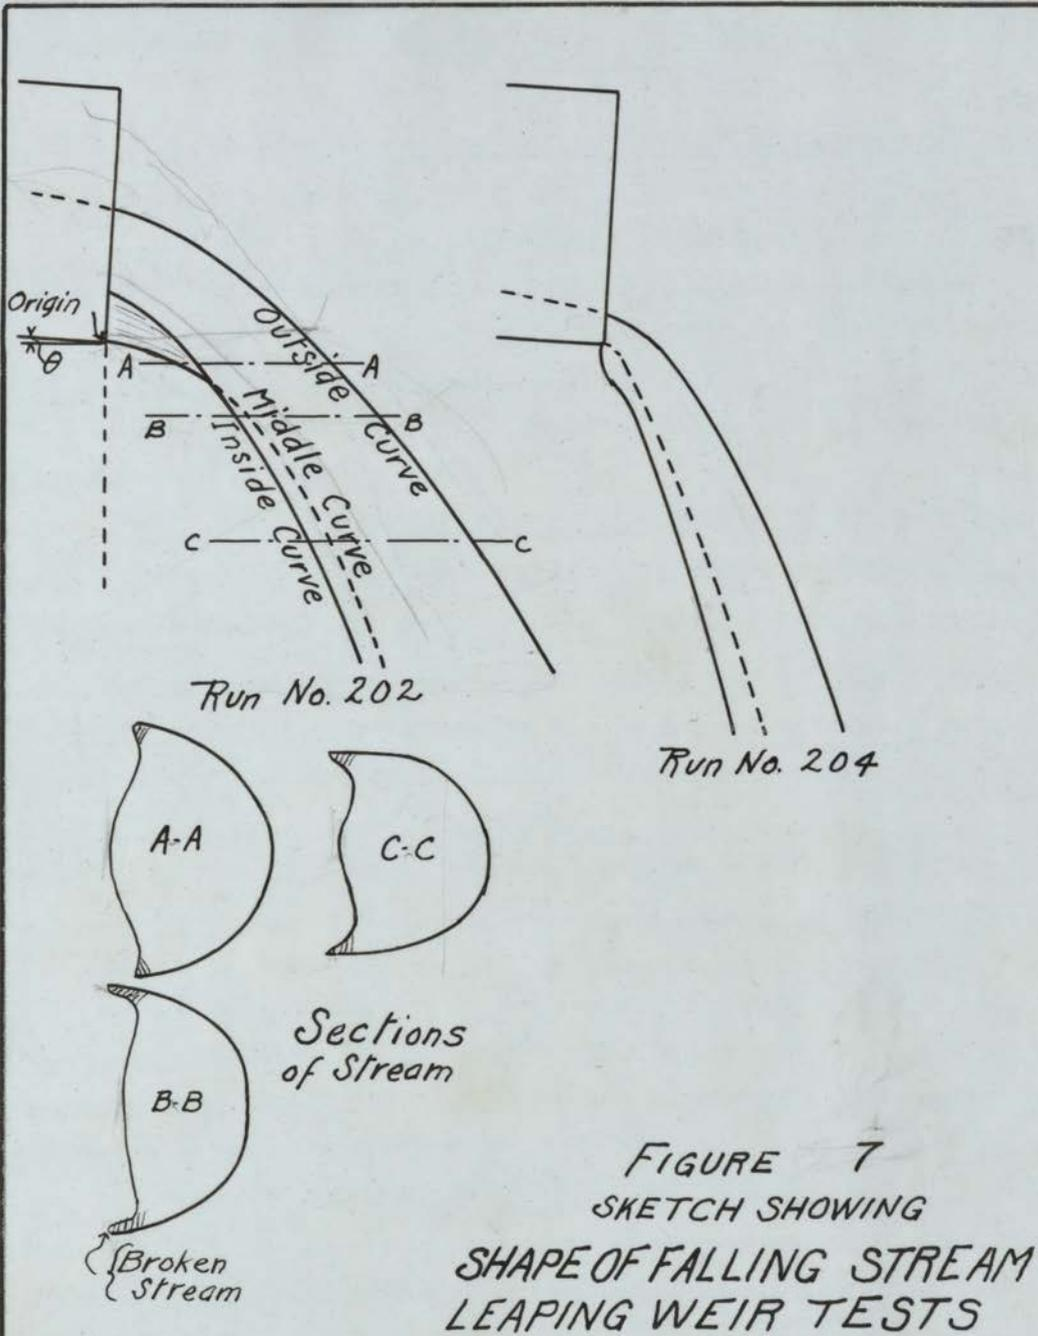 Origin
θ
A
A
Outside Curve
B
B
Middle Curve
Inside Curve
C
C
Run No. 202
Run No. 204
A-A
C-C
Sections
of Stream
B-B
Broken
Stream
FIGURE 7
SKETCH SHOWING
SHAPE OF FALLING STREAM
LEAPING WEIR TESTS